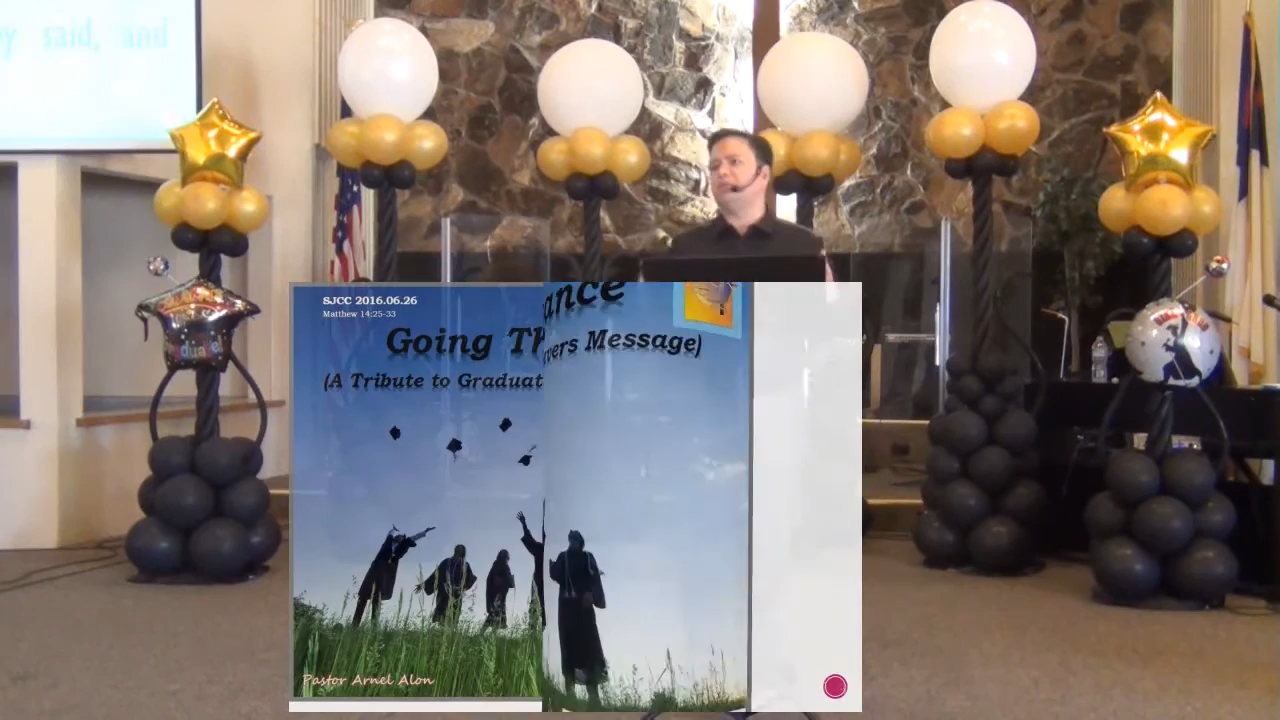 y said, and
SJCC 2016.06.26
Matthew 14:25-33
Going Th
ance
(A Tribute to Graduat
vers Message)
Pastor Arnel Alon